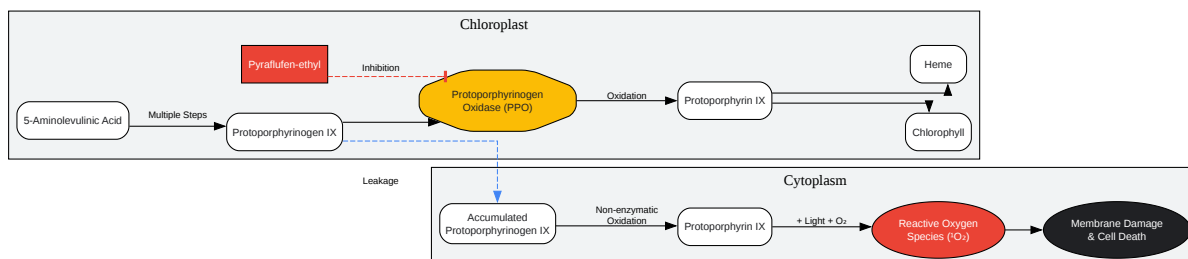 Chloroplast
Pyraflufen-ethyl
Inhibition
Protoporphyrinogen
Oxidase (PPO)
Oxidation
Protoporphyrin IX
Heme
Chlorophyll
5-Aminolevulinic Acid
Multiple Steps
Protoporphyrinogen IX
Leakage
Cytoplasm
Accumulated
Protoporphyrinogen IX
Non-enzymatic
Oxidation
Protoporphyrin IX
+ Light + O₂
Reactive Oxygen
Species (¹O₂)
Membrane Damage
& Cell Death